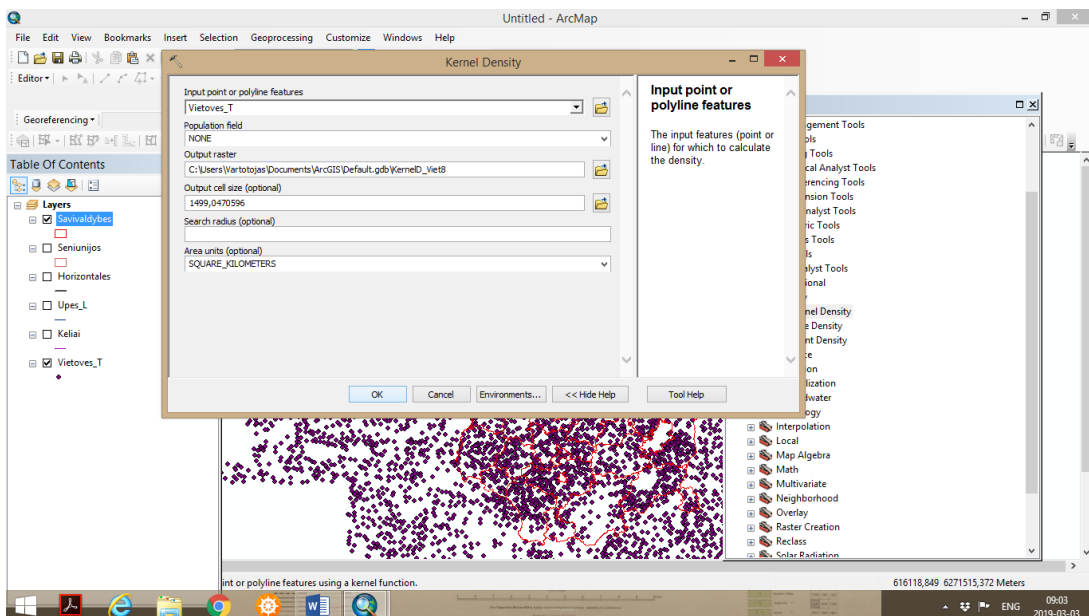 Untitled - ArcMap
File Edit View Bookmarks Insert Selection Geoprocessing Customize Windows Help
Editor
Georeferencing
Table Of Contents
Layers
Savivaldybes
Seniunijos
Horizontales
Upes_L
Keliai
Vietoves_T
Kernel Density
Input point or polyline features
Vietoves_T
Population field
NONE
Output raster
C:\Users\Vartotojas\Documents\ArcGIS\Default.gdb\KernelD_Viet8
Output cell size (optional)
1499,0470596
Search radius (optional)
Area units (optional)
SQUARE_KILOMETERS
OK Cancel Environments... << Hide Help Tool Help
Input point or
polyline features
The input features (point
or line) for which to calculate
the density.
gement Tools
ols
Tools
cal Analyst Tools
erencing Tools
nsion Tools
nalyst Tools
ric Tools
s Tools
ls
lyst Tools
ional
nel Density
e Density
nt Density
ce
on
lization
dwater
ogy
Interpolation
Local
Map Algebra
Math
Multivariate
Neighborhood
Overlay
Raster Creation
Reclass
Solar Radiation
int or polyline features using a kernel function.
616118,849 6271515,372 Meters
ENG
09:03
2019-03-03